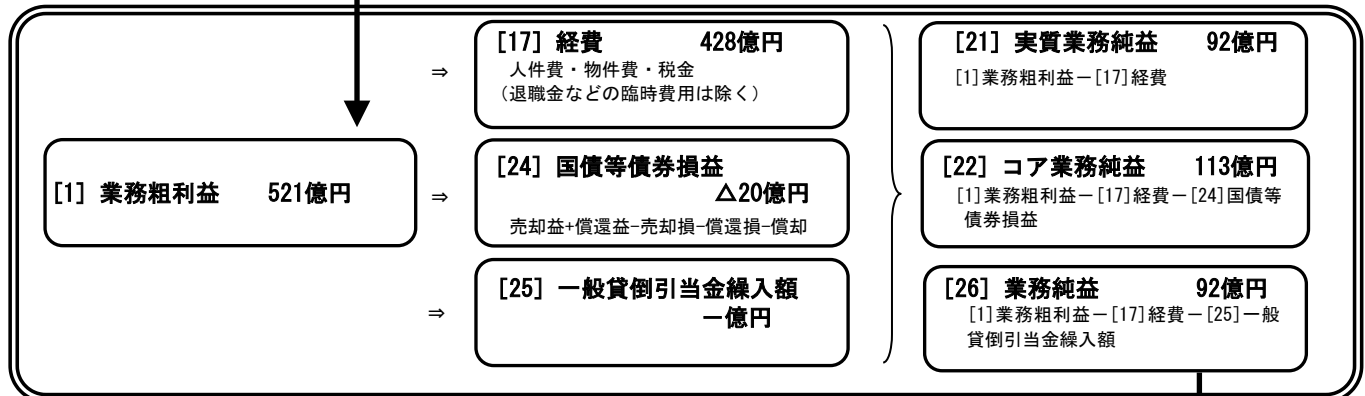 [1] 業務粗利益 521億円
⇒
[17] 経費 428億円
人件費・物件費・税金
(退職金などの臨時費用は除く)
⇒
[24] 国債等債券損益
△20億円
売却益+償還益-売却損-償還損-償却
⇒
[25] 一般貸倒引当金繰入額
－億円
[21] 実質業務純益 92億円
[1]業務粗利益－[17]経費
[22] コア業務純益 113億円
[1]業務粗利益－[17]経費－[24]国債等
債券損益
[26] 業務純益 92億円
[1]業務粗利益－[17]経費－[25]一般
貸倒引当金繰入額